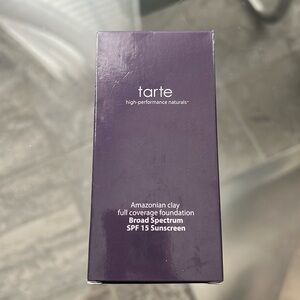 tarte
high-performance naturals™
Amazonian clay
full coverage foundation
Broad Spectrum
SPF 15 Sunscreen